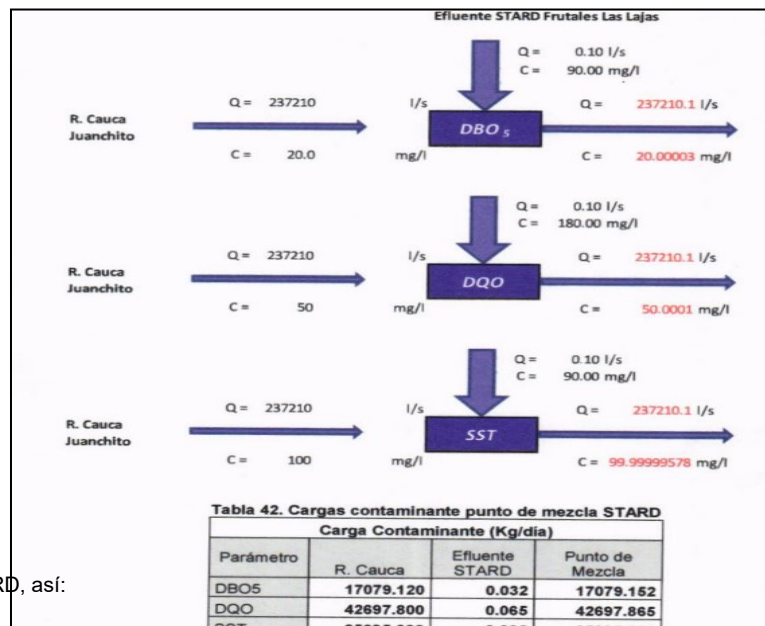 Efluente STARD Frutales Las Lajas
Q = 0.10 l/s
C = 90.00 mg/l
Q = 237210 l/s
Q = 237210.1 l/s
R. Cauca
Juanchito
DBO 5
C = 20.0 mg/l
C = 20.00003 mg/l
Q = 0.10 l/s
C = 180.00 mg/l
Q = 237210 l/s
Q = 237210.1 l/s
R. Cauca
Juanchito
DQO
C = 50 mg/l
C = 50.0001 mg/l
Q = 0.10 l/s
C = 90.00 mg/l
Q = 237210 l/s
Q = 237210.1 l/s
R. Cauca
Juanchito
SST
C = 100 mg/l
C = 99.99999578 mg/l
Tabla 42. Cargas contaminante punto de mezcla STARD
Carga Contaminante (Kg/día)
Parámetro R. Cauca Efluente STARD Punto de Mezcla
RD, así:
DBO5 17079.120 0.032 17079.152
DQO 42697.800 0.065 42697.865